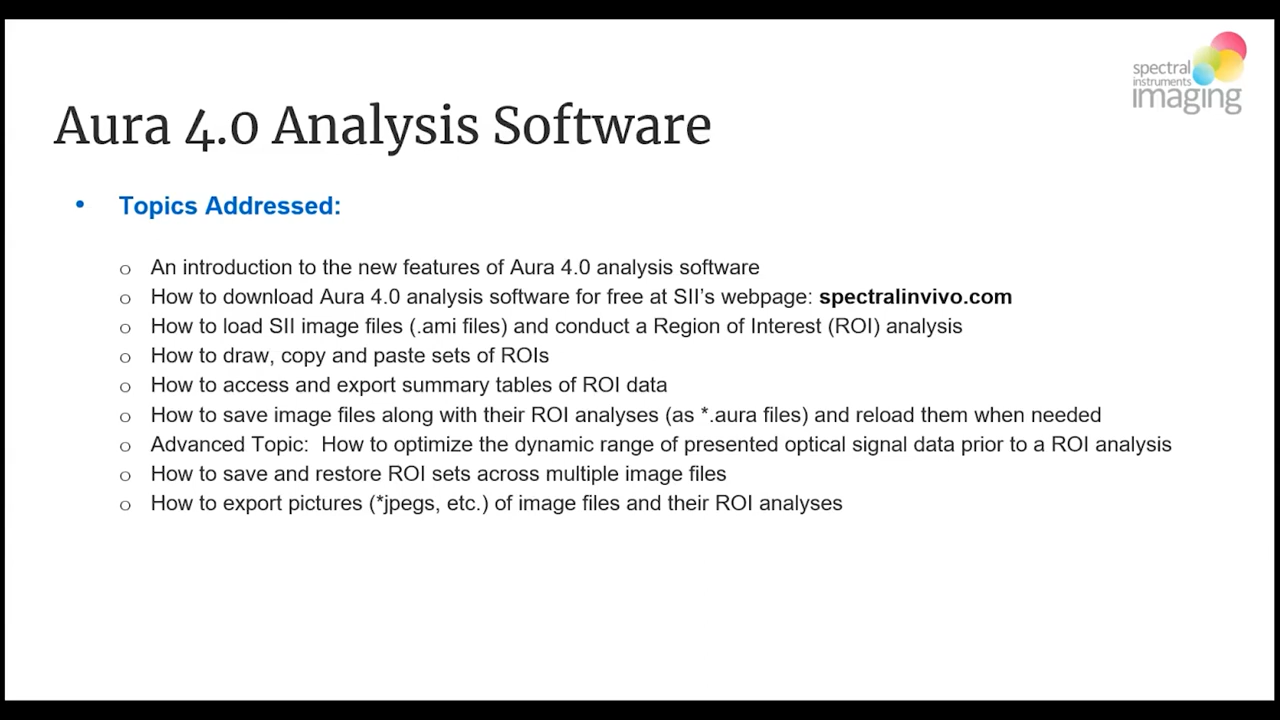 spectral
instruments
imaging
Aura 4.0 Analysis Software
• Topics Addressed:
o An introduction to the new features of Aura 4.0 analysis software
o How to download Aura 4.0 analysis software for free at SII’s webpage: spectralinvivo.com
o How to load SII image files (.ami files) and conduct a Region of Interest (ROI) analysis
o How to draw, copy and paste sets of ROIs
o How to access and export summary tables of ROI data
o How to save image files along with their ROI analyses (as *.aura files) and reload them when needed
o Advanced Topic:  How to optimize the dynamic range of presented optical signal data prior to a ROI analysis
o How to save and restore ROI sets across multiple image files
o How to export pictures (*jpegs, etc.) of image files and their ROI analyses